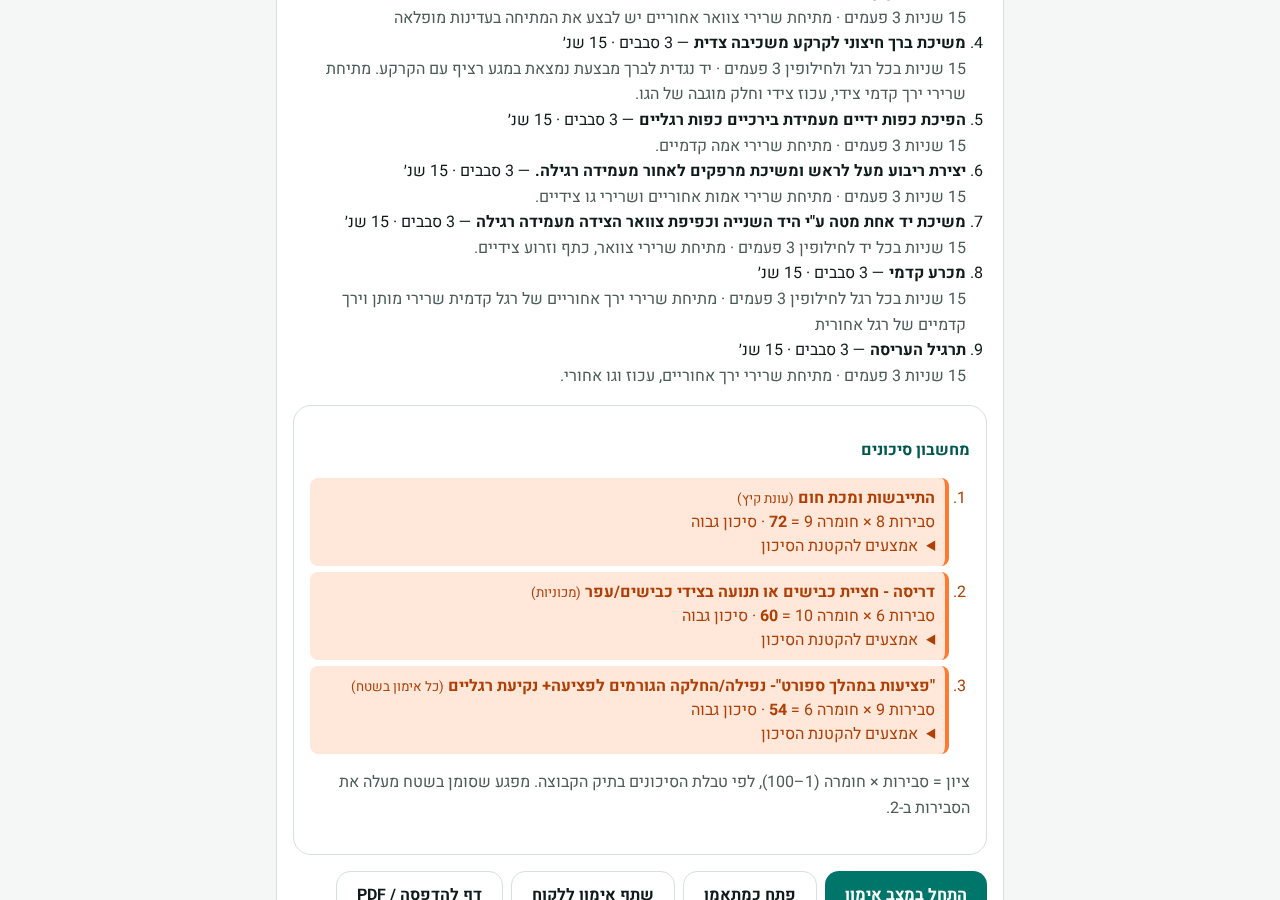 15 שניות 3 פעמים · מתיחת שרירי צוואר אחוריים יש לבצע את המתיחה בעדינות מופלאה
4. משיכת ברך חיצוני לקרקע משכיבה צדית — 3 סבבים · 15 שנ׳
15 שניות בכל רגל ולחילופין 3 פעמים · יד נגדית לברך מבצעת נמצאת במגע רציף עם הקרקע. מתיחת
שרירי ירך קדמי צידי, עכוז צידי וחלק מוגבה של הגו.
5. הפיכת כפות ידיים מעמידת בירכיים כפות רגליים — 3 סבבים · 15 שנ׳
15 שניות 3 פעמים · מתיחת שרירי אמה קדמיים.
6. יצירת ריבוע מעל לראש ומשיכת מרפקים לאחור מעמידה רגילה. — 3 סבבים · 15 שנ׳
15 שניות 3 פעמים · מתיחת שרירי אמות אחוריים ושרירי גו צידיים.
7. משיכת יד אחת מטה ע"י היד השנייה וכפיפת צוואר הצידה מעמידה רגילה — 3 סבבים · 15 שנ׳
15 שניות בכל יד לחילופין 3 פעמים · מתיחת שרירי צוואר, כתף וזרוע צידיים.
8. מכרע קדמי — 3 סבבים · 15 שנ׳
15 שניות בכל רגל לחילופין 3 פעמים · מתיחת שרירי ירך אחוריים של רגל קדמית שרירי מותן וירך
קדמיים של רגל אחורית
9. תרגיל העריסה — 3 סבבים · 15 שנ׳
15 שניות 3 פעמים · מתיחת שרירי ירך אחוריים, עכוז וגו אחורי.
מחשבון סיכונים
1. התייבשות ומכת חום (עונת קיץ)
סבירות 8 × חומרה 9 = 72 · סיכון גבוה
◀ אמצעים להקטנת הסיכון
2. דריסה - חציית כבישים או תנועה בצידי כבישים/עפר (מכוניות)
סבירות 6 × חומרה 10 = 60 · סיכון גבוה
◀ אמצעים להקטנת הסיכון
3. "פציעות במהלך ספורט"- נפילה/החלקה הגורמים לפציעה+ נקיעת רגליים (כל אימון בשטח)
סבירות 9 × חומרה 6 = 54 · סיכון גבוה
◀ אמצעים להקטנת הסיכון
ציון = סבירות × חומרה (1–100), לפי טבלת הסיכונים בתיק הקבוצה. מפגע שסומן בשטח מעלה את
הסבירות ב-2.
התחל במצב אימון
פתח כמתאמן
שתף אימון ללקוח
דף להדפסה / PDF